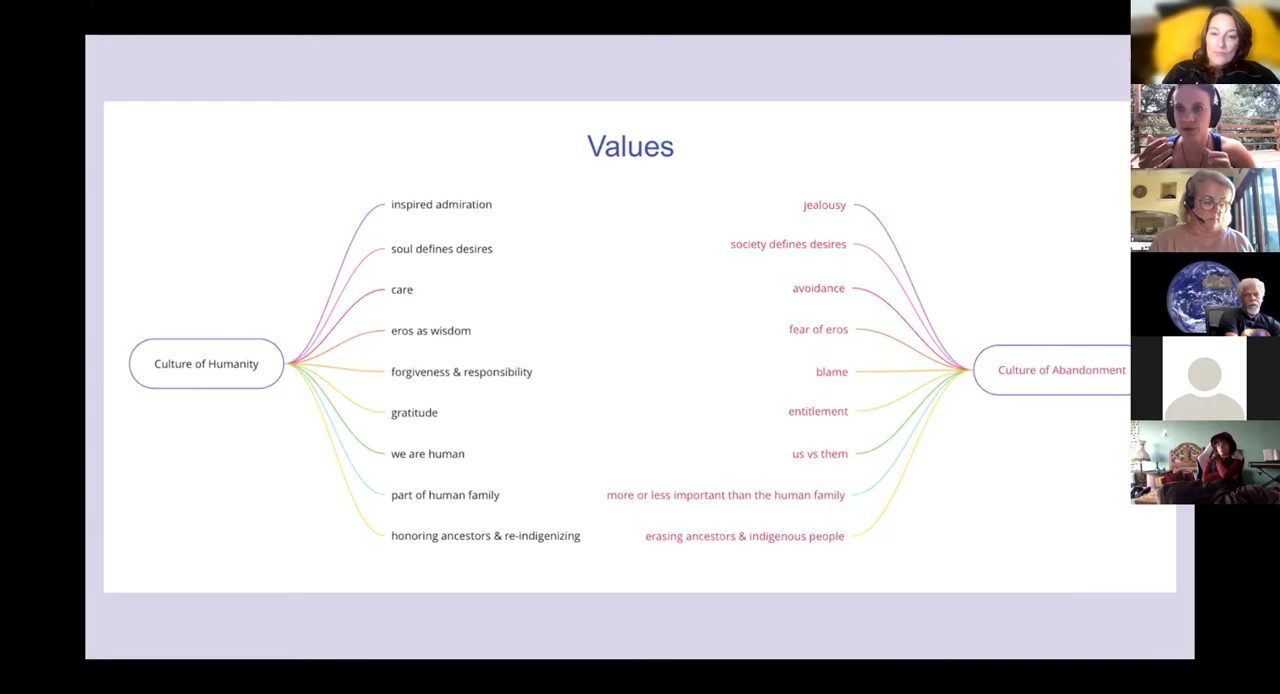 Values
Culture of Humanity
inspired admiration
soul defines desires
care
eros as wisdom
forgiveness & responsibility
gratitude
we are human
part of human family
honoring ancestors & re-indigenizing
jealousy
society defines desires
avoidance
fear of eros
blame
entitlement
us vs them
more or less important than the human family
erasing ancestors & indigenous people
Culture of Abandonment